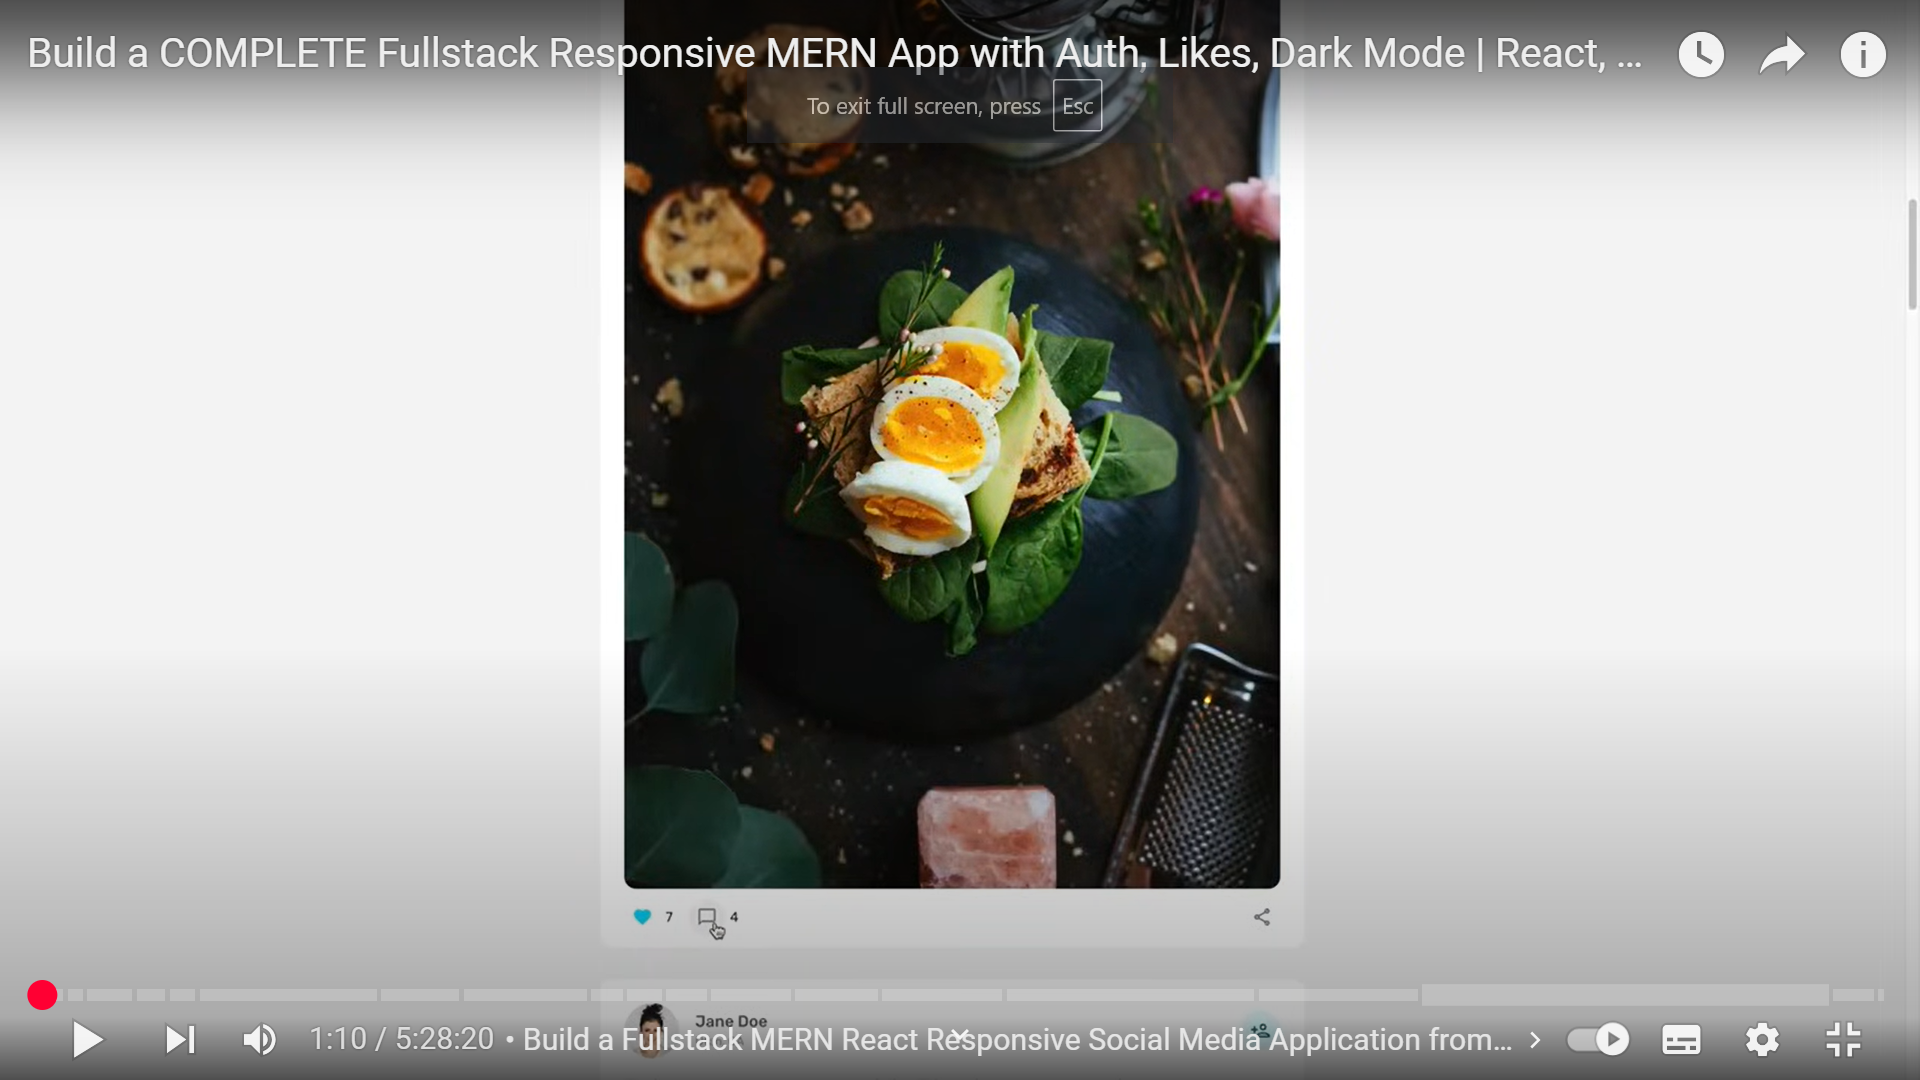 Build a COMPLETE Fullstack Responsive MERN App with Auth, Likes, Dark Mode | React, ...
To exit full screen, press Esc
7 4
Jane Doe
1:10 / 5:28:20 • Build a Fullstack MERN React Responsive Social Media Application from...